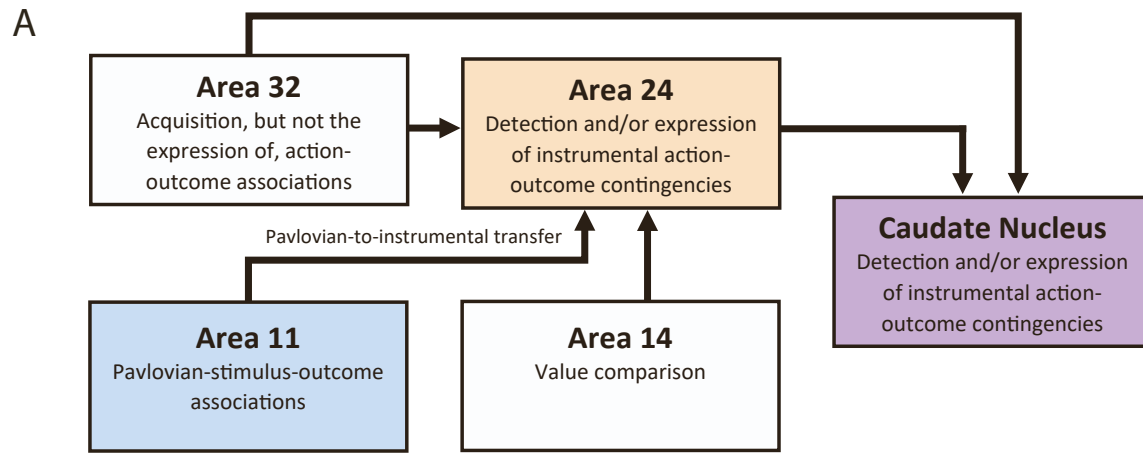 A
Area 32
Acquisition, but not the
expression of, action-
outcome associations
Area 24
Detection and/or expression
of instrumental action-
outcome contingencies
Caudate Nucleus
Detection and/or expression
of instrumental action-
outcome contingencies
Pavlovian-to-instrumental transfer
Area 11
Pavlovian-stimulus-outcome
associations
Area 14
Value comparison